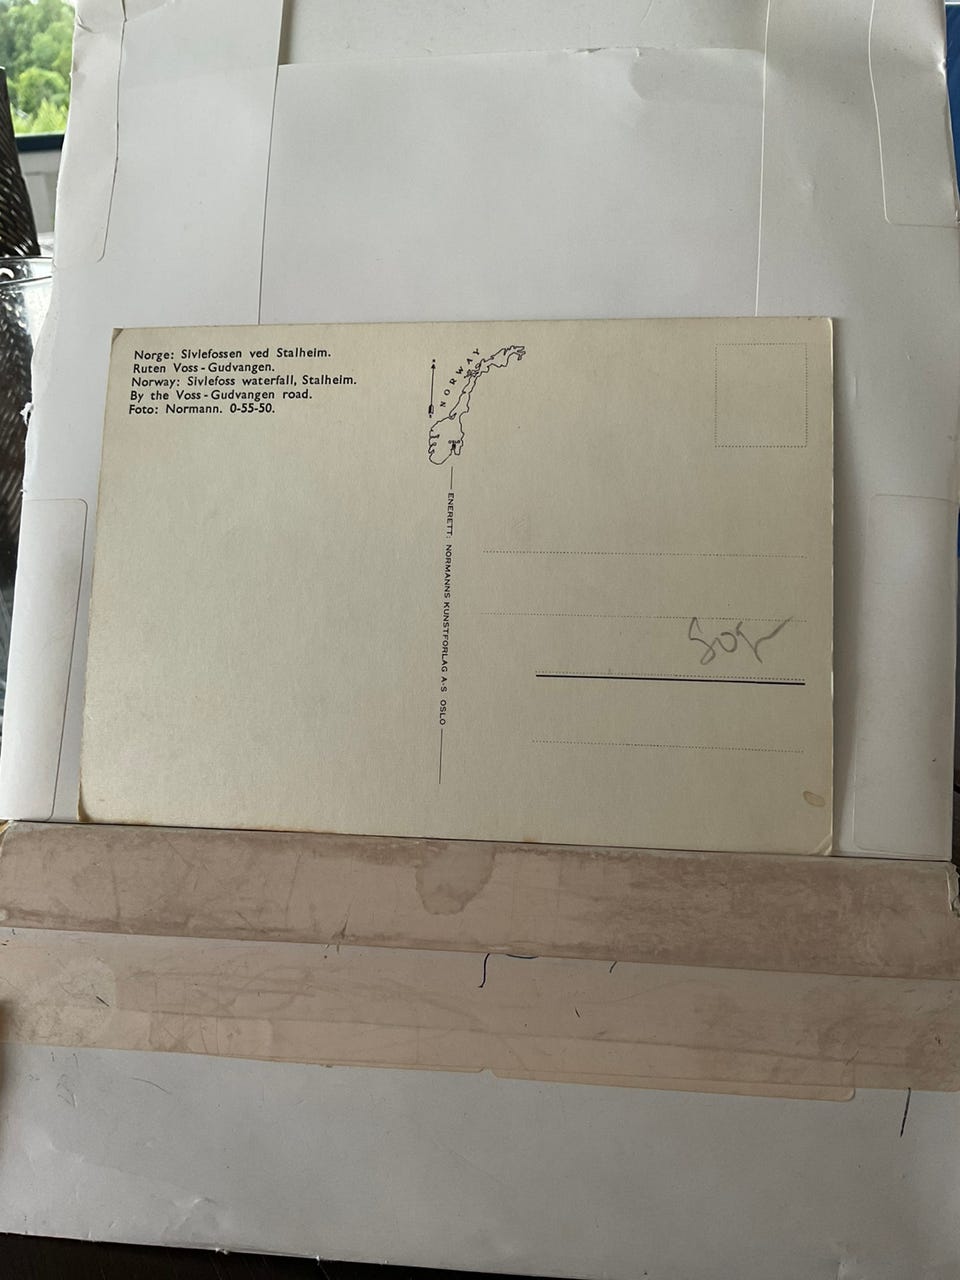 Norge: Sivlefossen ved Stalheim.
Ruten Voss - Gudvangen.
Norway: Sivlefoss waterfall, Stalheim.
By the Voss - Gudvangen road.
Foto: Normann. 0-55-50.
NORWAY
ENERETT: NORMANNS KUNSTFORLAG A-S OSLO